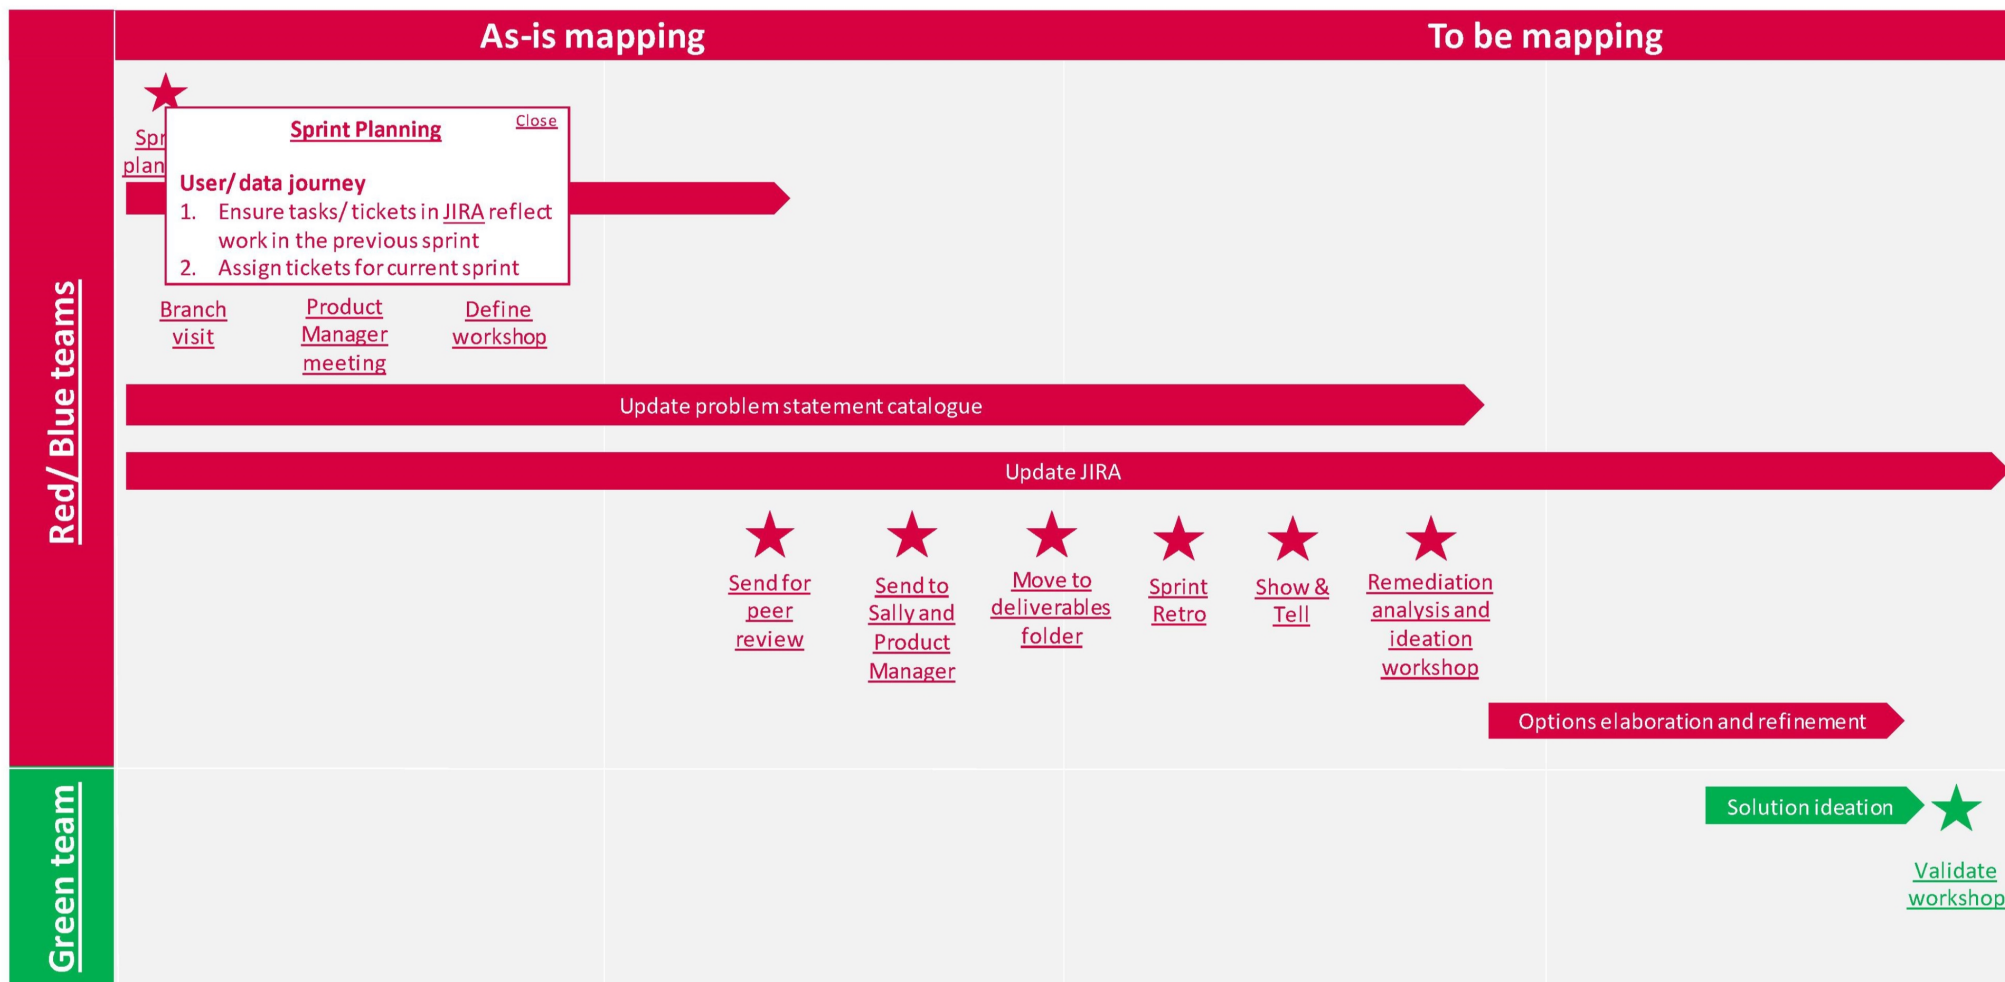 As-is mapping
To be mapping
Red/ Blue teams
Spr
plan
Sprint Planning
Close
User/ data journey
1. Ensure tasks/ tickets in JIRA reflect
work in the previous sprint
2. Assign tickets for current sprint
Branch
visit
Product
Manager
meeting
Define
workshop
Update problem statement catalogue
Update JIRA
Send for
peer
review
Send to
Sally and
Product
Manager
Move to
deliverables
folder
Sprint
Retro
Show &
Tell
Remediation
analysis and
ideation
workshop
Options elaboration and refinement
Green team
Solution ideation
Validate
workshop